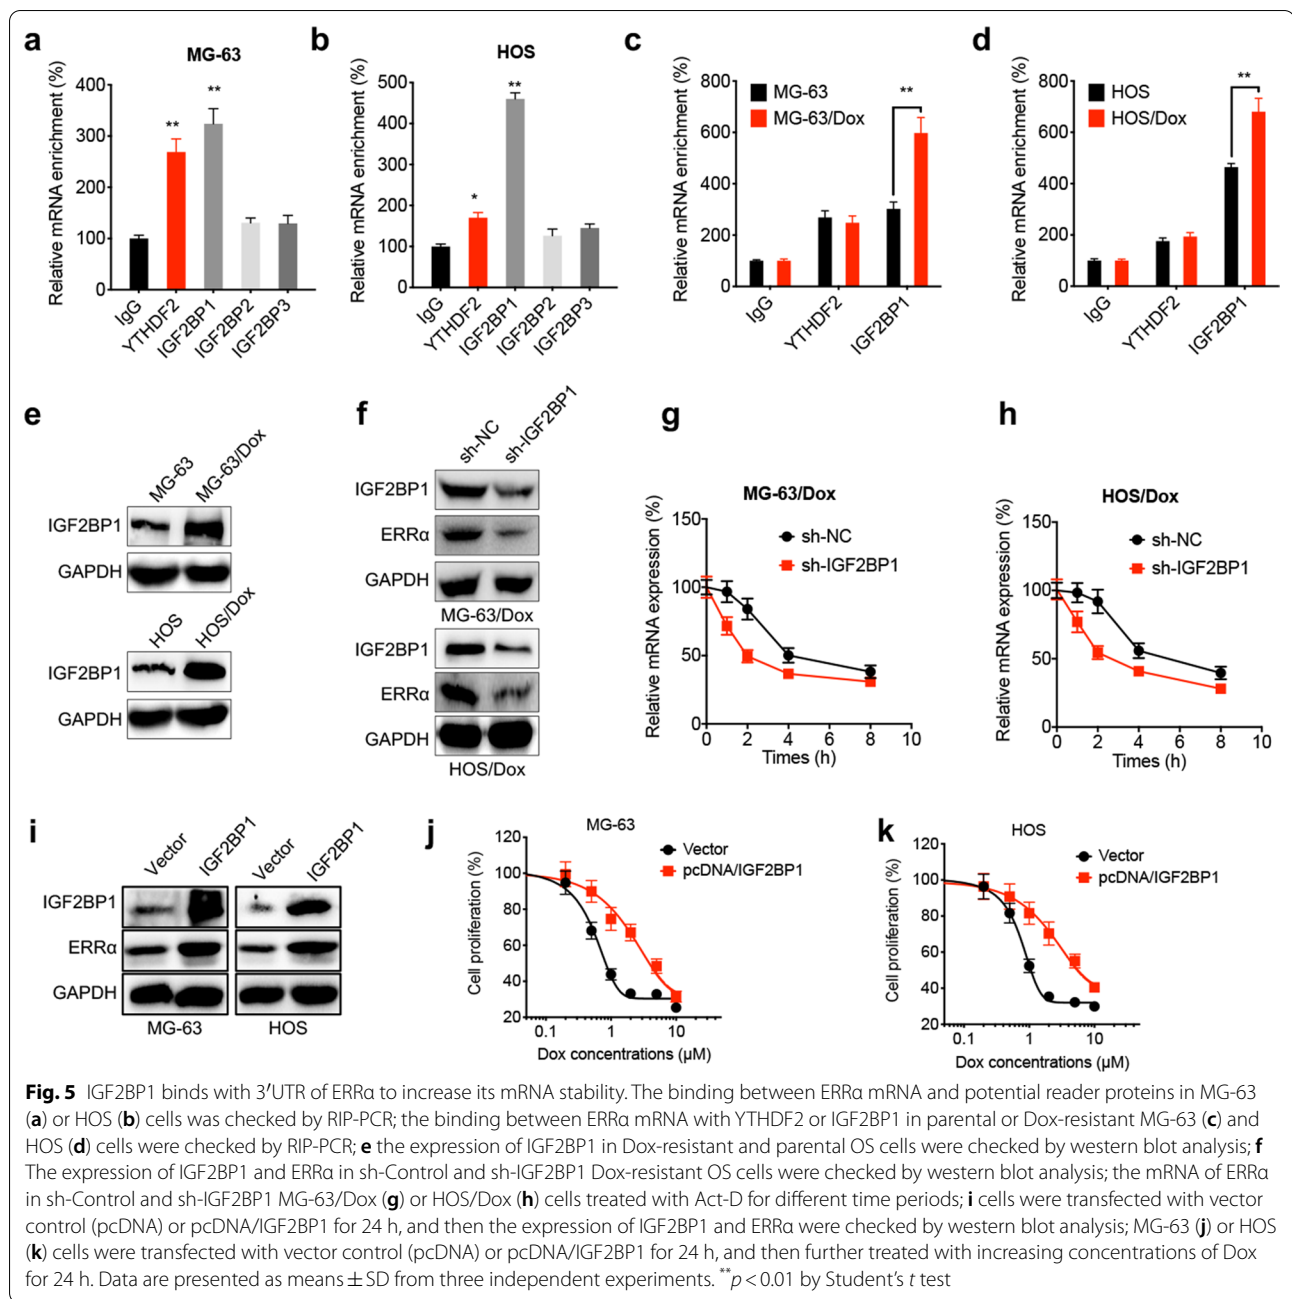 a
MG-63
Relative mRNA enrichment (%)
400
300
200
100
0
**
**
IgG
YTHDF2
IGF2BP1
IGF2BP2
IGF2BP3
b
HOS
Relative mRNA enrichment (%)
500
400
300
200
100
0
*
**
IgG
YTHDF2
IGF2BP1
IGF2BP2
IGF2BP3
c
Relative mRNA enrichment (%)
800
600
400
200
0
MG-63
MG-63/Dox
**
IgG
YTHDF2
IGF2BP1
d
Relative mRNA enrichment (%)
800
600
400
200
0
HOS
HOS/Dox
**
IgG
YTHDF2
IGF2BP1
e
MG-63
MG-63/Dox
IGF2BP1
GAPDH
HOS
HOS/Dox
IGF2BP1
GAPDH
f
sh-NC
sh-IGF2BP1
IGF2BP1
ERRα
GAPDH
MG-63/Dox
IGF2BP1
ERRα
GAPDH
HOS/Dox
g
MG-63/Dox
Relative mRNA expression (%)
150
100
50
0
sh-NC
sh-IGF2BP1
0 2 4 6 8 10
Times (h)
h
HOS/Dox
Relative mRNA expression (%)
150
100
50
0
sh-NC
sh-IGF2BP1
0 2 4 6 8 10
Times (h)
i
Vector
IGF2BP1
Vector
IGF2BP1
IGF2BP1
ERRα
GAPDH
MG-63
HOS
j
MG-63
Cell proliferation (%)
120
100
80
60
40
20
Vector
pcDNA/IGF2BP1
0.1 1 10
Dox concentrations (μM)
k
HOS
Cell proliferation (%)
120
100
80
60
40
20
Vector
pcDNA/IGF2BP1
0.1 1 10
Dox concentrations (μM)
Fig. 5 IGF2BP1 binds with 3′UTR of ERRα to increase its mRNA stability. The binding between ERRα mRNA and potential reader proteins in MG-63
(a) or HOS (b) cells was checked by RIP-PCR; the binding between ERRα mRNA with YTHDF2 or IGF2BP1 in parental or Dox-resistant MG-63 (c) and
HOS (d) cells were checked by RIP-PCR; e the expression of IGF2BP1 in Dox-resistant and parental OS cells were checked by western blot analysis; f
The expression of IGF2BP1 and ERRα in sh-Control and sh-IGF2BP1 Dox-resistant OS cells were checked by western blot analysis; the mRNA of ERRα
in sh-Control and sh-IGF2BP1 MG-63/Dox (g) or HOS/Dox (h) cells treated with Act-D for different time periods; i cells were transfected with vector
control (pcDNA) or pcDNA/IGF2BP1 for 24 h, and then the expression of IGF2BP1 and ERRα were checked by western blot analysis; MG-63 (j) or HOS
(k) cells were transfected with vector control (pcDNA) or pcDNA/IGF2BP1 for 24 h, and then further treated with increasing concentrations of Dox
for 24 h. Data are presented as means ± SD from three independent experiments. **p < 0.01 by Student's t test